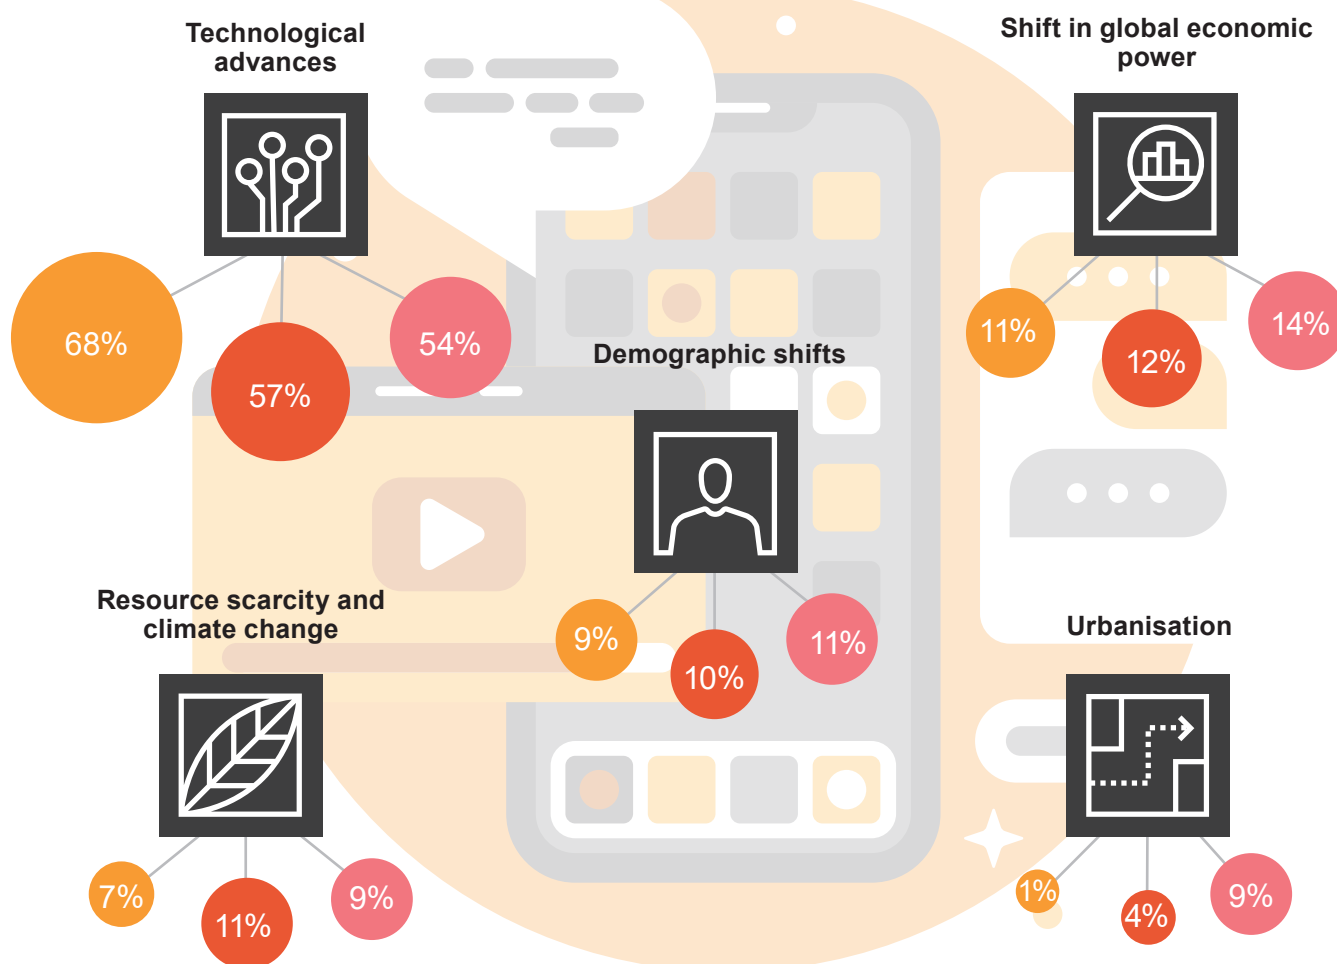 Technological
advances
68%
57%
54%
Shift in global economic
power
11%
12%
14%
Demographic shifts
9%
10%
11%
Resource scarcity and
climate change
7%
11%
9%
Urbanisation
1%
4%
9%